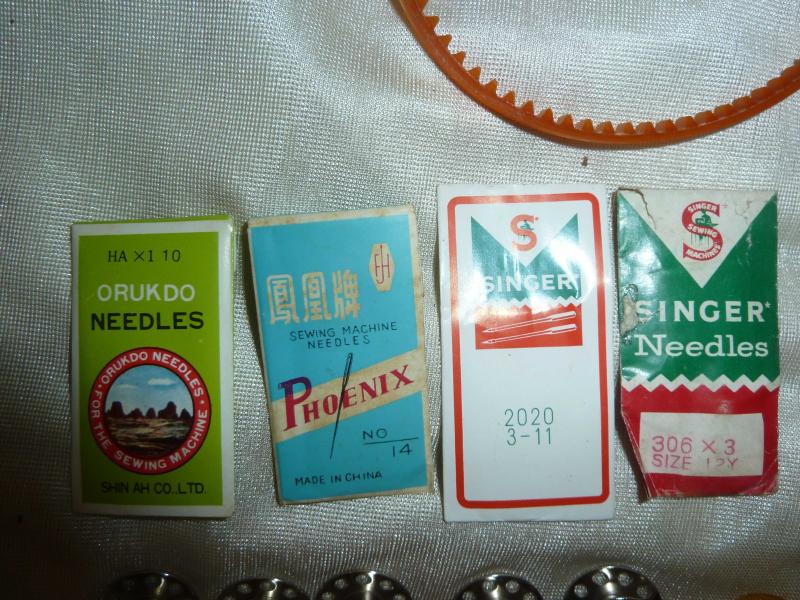 HA ×1 10
ORUKDO
NEEDLES
ORUKDO NEEDLES
FOR THE SEWING MACHINE
SHIN AH CO.,LTD.
鳳凰牌
SEWING MACHINE
NEEDLES
PHOENIX
NO
14
MADE IN CHINA
S
SINGER
2020
3-11
SINGER
SEWING
MACHINES
SINGER*
Needles
306 × 3
SIZE 12Y